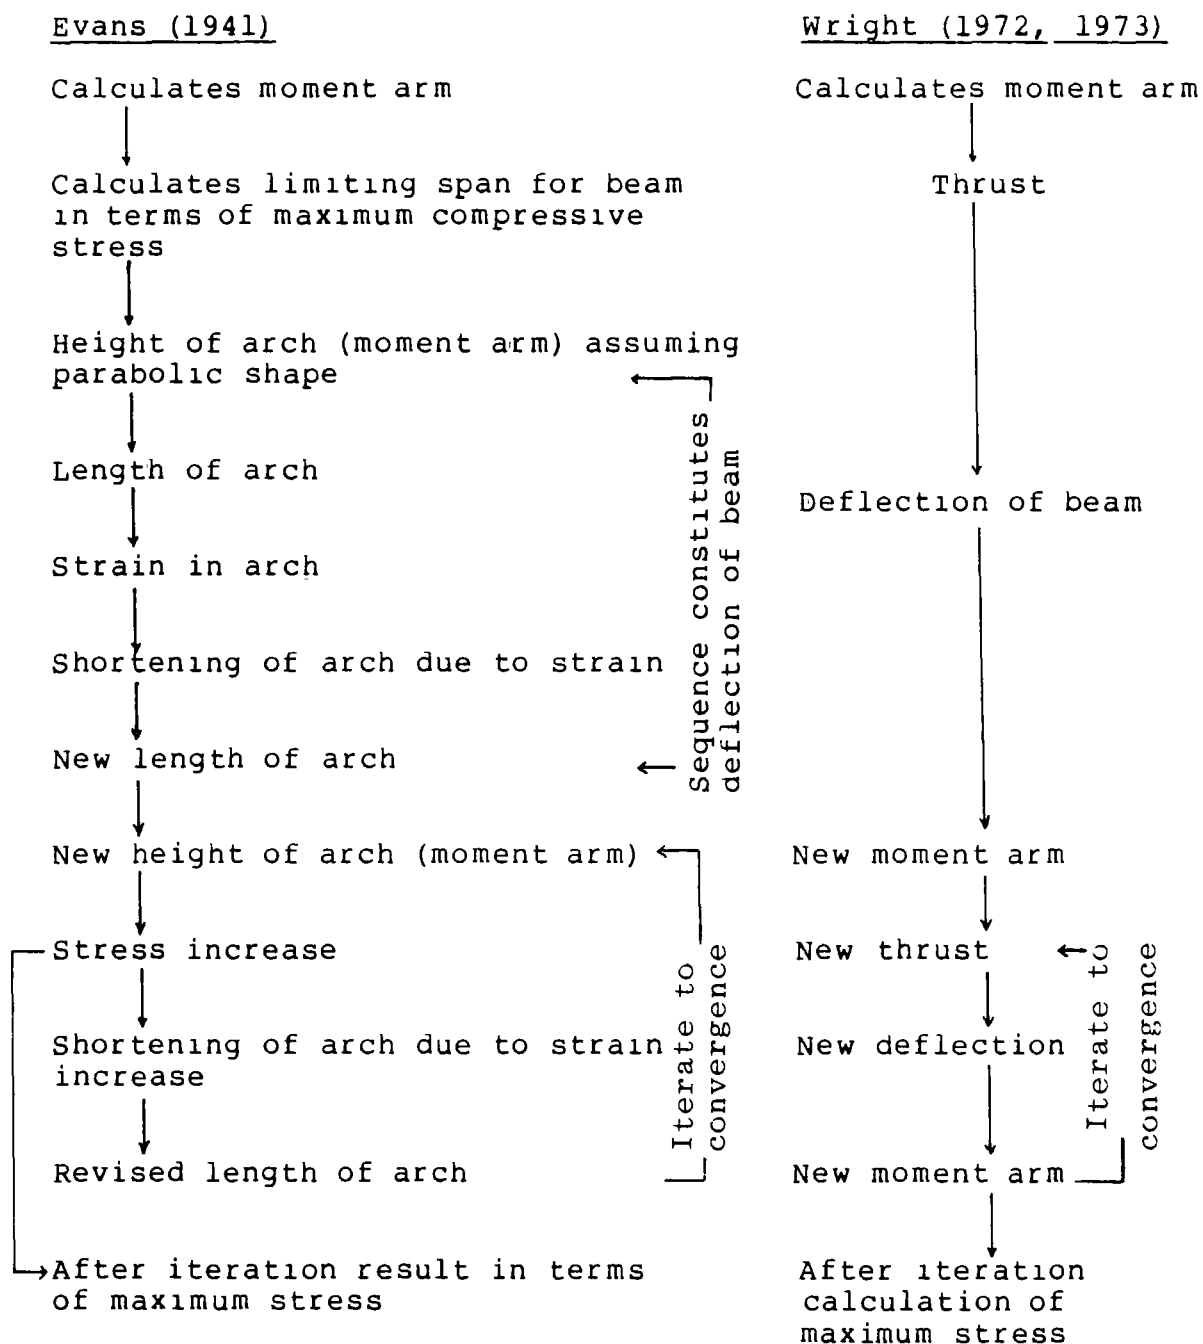 Evans (1941)
Calculates moment arm
Calculates limiting span for beam
in terms of maximum compressive
stress
Height of arch (moment arm) assuming
parabolic shape
Length of arch
Strain in arch
Shortening of arch due to strain
New length of arch
Sequence constitutes
deflection of beam
New height of arch (moment arm)
Stress increase
Shortening of arch due to strain
increase
Revised length of arch
Iterate to
convergence
After iteration result in terms
of maximum stress
Wright (1972, 1973)
Calculates moment arm
Thrust
Deflection of beam
New moment arm
New thrust
New deflection
New moment arm
Iterate to
convergence
After iteration
calculation of
maximum stress